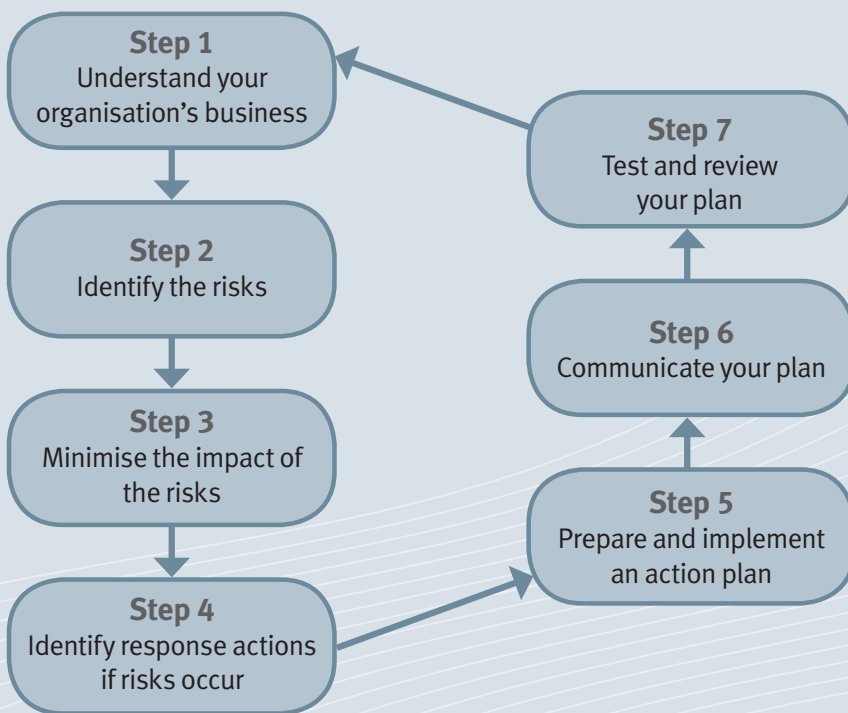 Step 1
Understand your
organisation’s business
Step 2
Identify the risks
Step 3
Minimise the impact of
the risks
Step 4
Identify response actions
if risks occur
Step 5
Prepare and implement
an action plan
Step 6
Communicate your plan
Step 7
Test and review
your plan